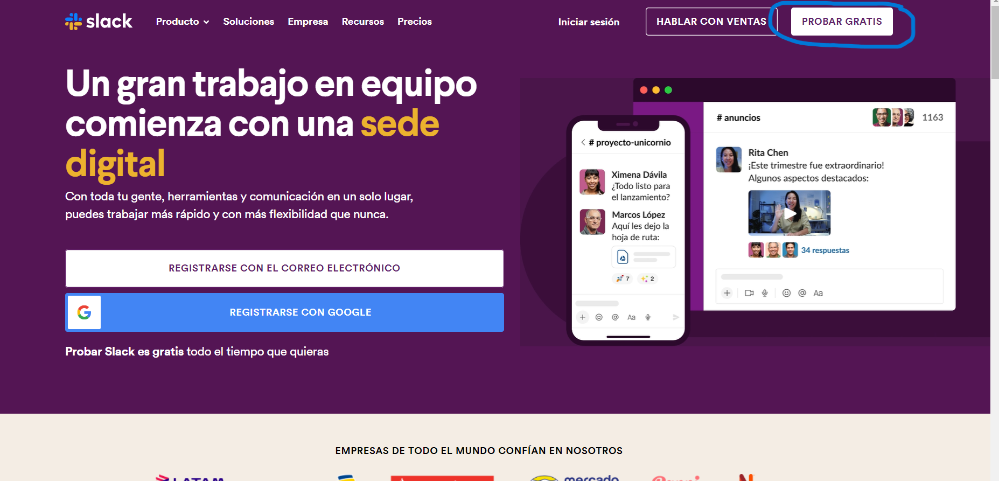 slack
Producto
Soluciones
Empresa
Recursos
Precios
Iniciar sesión
HABLAR CON VENTAS
PROBAR GRATIS
Un gran trabajo en equipo
comienza con una sede
digital
Con toda tu gente, herramientas y comunicación en un solo lugar,
puedes trabajar más rápido y con más flexibilidad que nunca.
REGISTRARSE CON EL CORREO ELECTRÓNICO
REGISTRARSE CON GOOGLE
Probar Slack es gratis todo el tiempo que quieras
# proyecto-unicornio
Ximena Dávila
¿Todo listo para
el lanzamiento?
Marcos López
Aquí les dejo la
hoja de ruta:
7
2
@
Aa
# anuncios
1163
Rita Chen
¡Este trimestre fue extraordinario!
Algunos aspectos destacados:
34 respuestas
@
Aa
EMPRESAS DE TODO EL MUNDO CONFÍAN EN NOSOTROS
LATAM
mercado